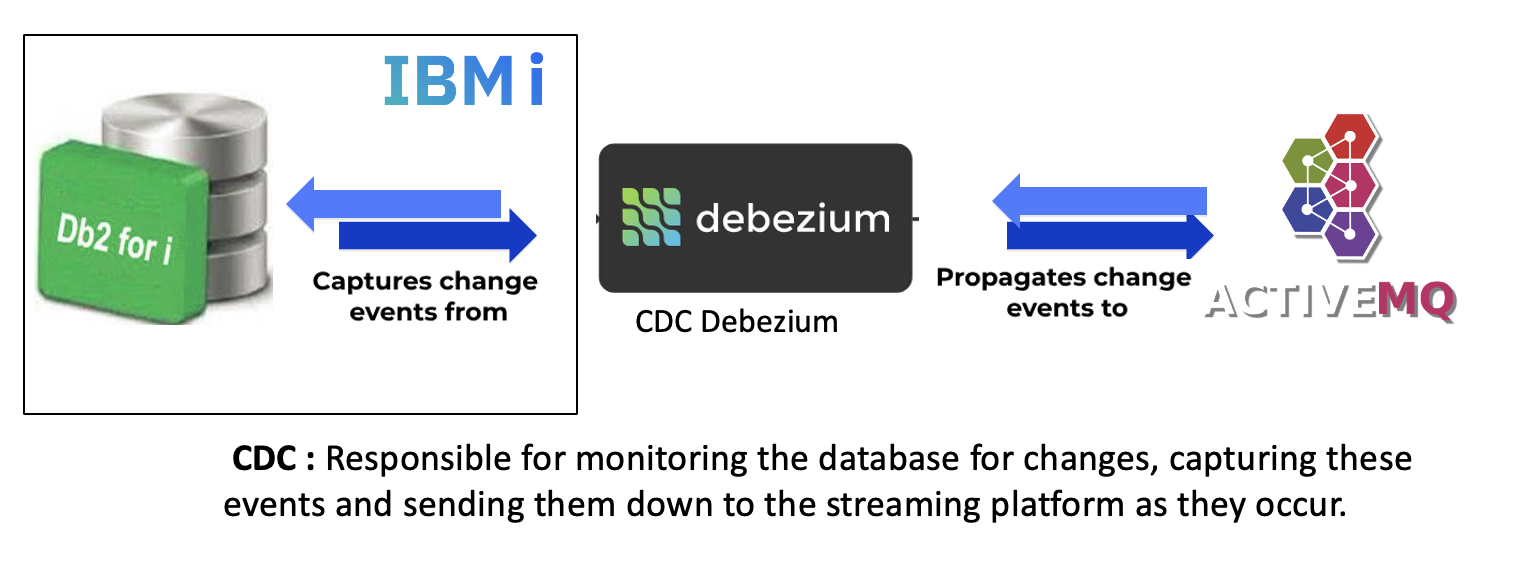 IBM i
Db2 for i
Captures change
events from
debezium
CDC Debezium
Propagates change
events to
ACTIVEMQ
CDC : Responsible for monitoring the database for changes, capturing these
events and sending them down to the streaming platform as they occur.